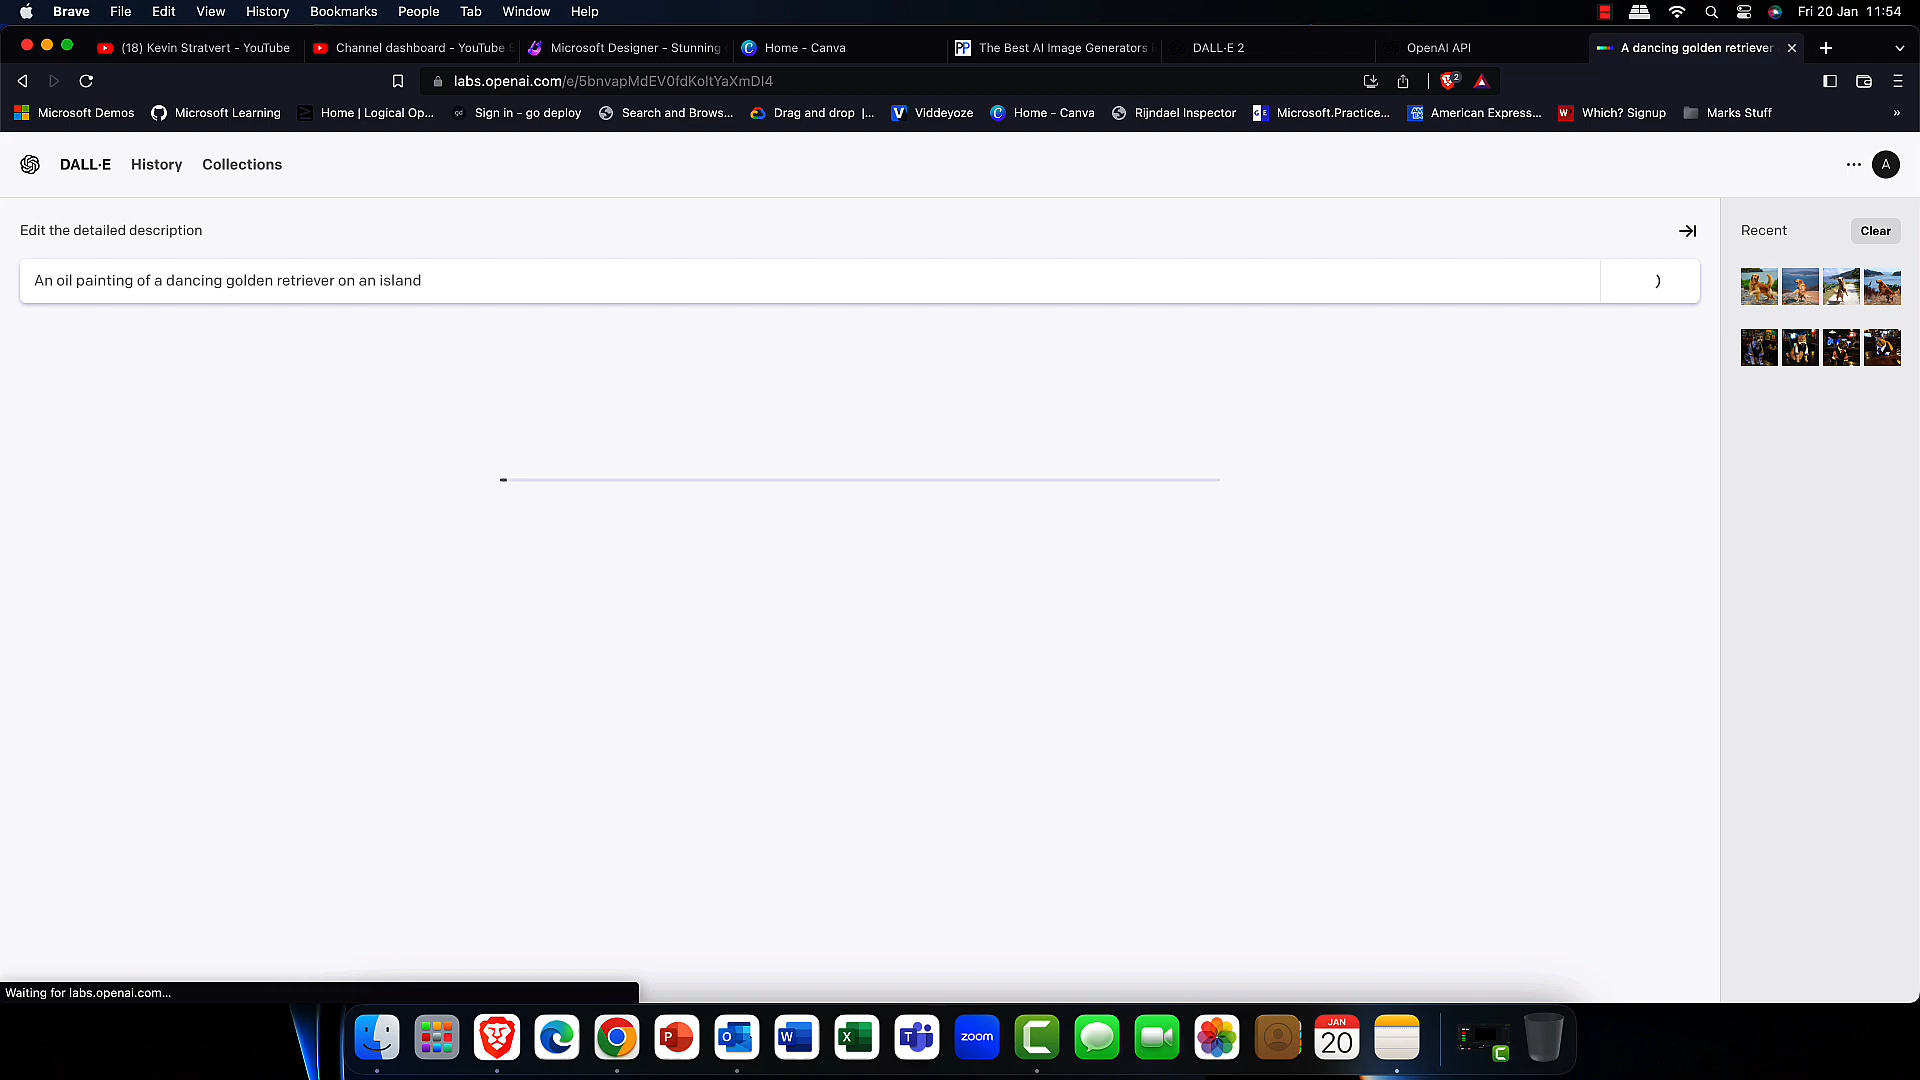 Brave File Edit View History Bookmarks People Tab Window Help Fri 20 Jan 11:54
(18) Kevin Stratvert - YouTube Channel dashboard - YouTube Microsoft Designer - Stunning Home - Canva PP The Best AI Image Generators DALL·E 2 OpenAI API A dancing golden retriever
labs.openai.com/e/5bnvapMdEV0fdKoltYaXmDI4 2
Microsoft Demos Microsoft Learning Home | Logical Op... gd Sign in - go deploy Search and Brows... Drag and drop |... V Viddeyoze C Home - Canva Rijndael Inspector Microsoft.Practice... American Express... W Which? Signup Marks Stuff »
DALL·E History Collections ··· A
Edit the detailed description
Recent Clear
An oil painting of a dancing golden retriever on an island
Waiting for labs.openai.com...
P O W X T zoom C JAN 20 C